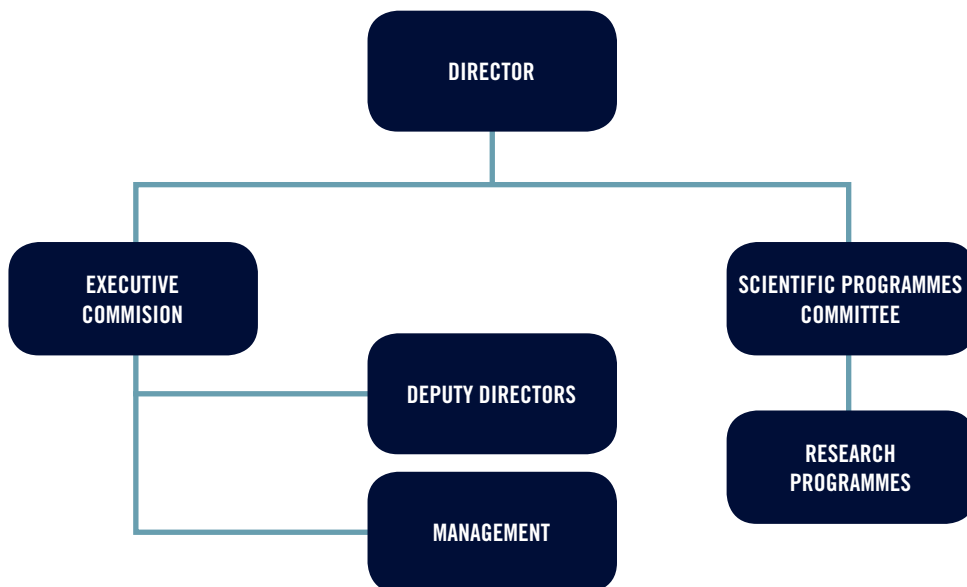 DIRECTOR
EXECUTIVE
COMMISION
SCIENTIFIC PROGRAMMES
COMMITTEE
DEPUTY DIRECTORS
RESEARCH
PROGRAMMES
MANAGEMENT